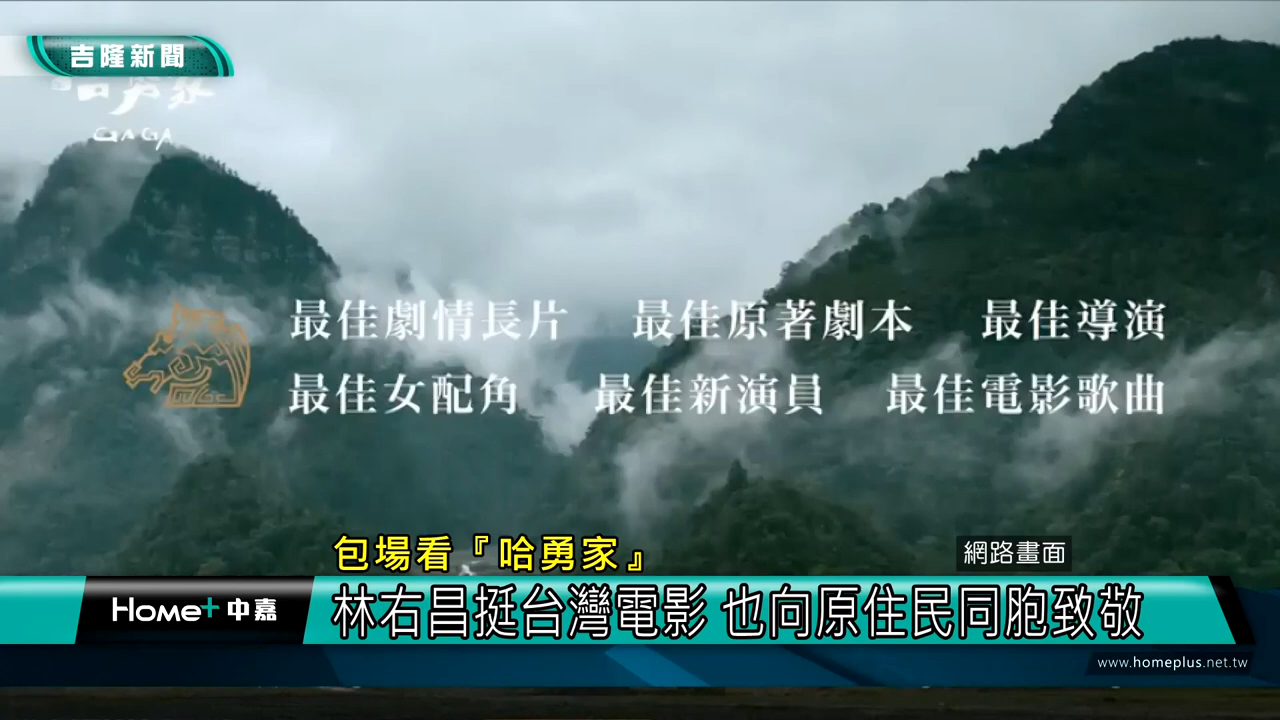 吉隆新聞
哈勇家
GAGA
最佳劇情長片 最佳原著劇本 最佳導演
最佳女配角 最佳新演員 最佳電影歌曲
包場看『哈勇家』
網路畫面
Home+中嘉
林右昌挺台灣電影 也向原住民同胞致敬
www.homeplus.net.tw